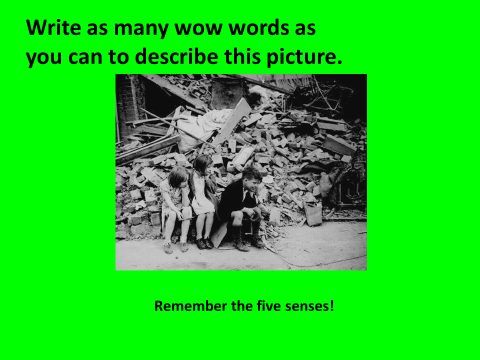 Write as many wow words as
you can to describe this picture.
Remember the five senses!